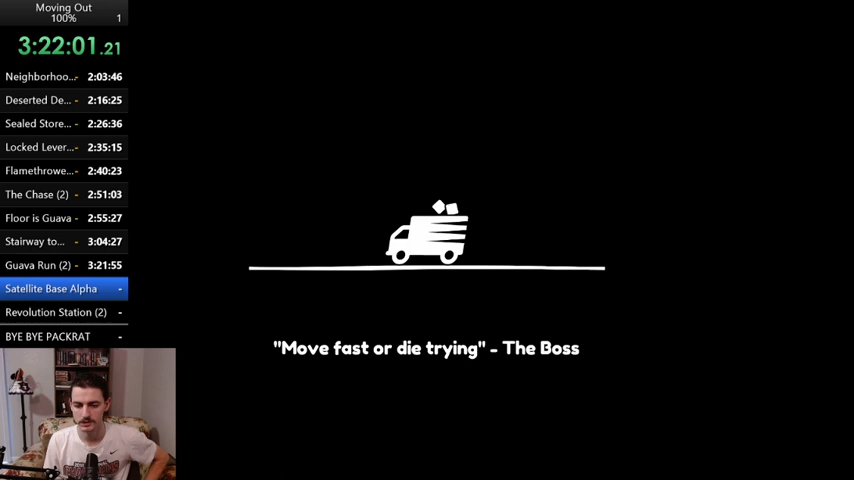 Moving Out
100% 1
3:22:01.21
Neighborhoo... - 2:03:46
Deserted De... - 2:16:25
Sealed Store... - 2:26:36
Locked Lever... - 2:35:15
Flamethrowe... - 2:40:23
The Chase (2) - 2:51:03
Floor is Guava - 2:55:27
Stairway to... - 3:04:27
Guava Run (2) - 3:21:55
Satellite Base Alpha -
Revolution Station (2) -
BYE BYE PACKRAT -
"Move fast or die trying" - The Boss